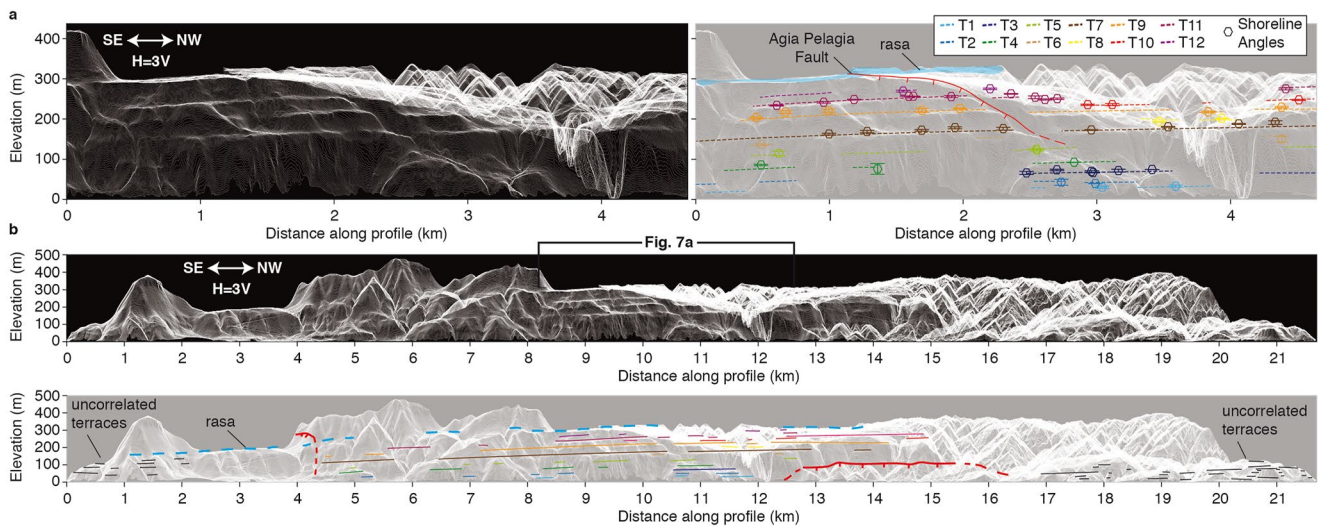 a
SE NW
H=3V
Elevation (m)
400
300
200
100
0
0 1 2 3 4
Distance along profile (km)
Agia Pelagia
Fault
rasa
T1 T3 T5 T7 T9 T11
T2 T4 T6 T8 T10 T12
Shoreline
Angles
0 1 2 3 4
Distance along profile (km)
b
Fig. 7a
SE NW
H=3V
Elevation (m)
500
400
300
200
100
0
0 1 2 3 4 5 6 7 8 9 10 11 12 13 14 15 16 17 18 19 20 21
Distance along profile (km)
Elevation (m)
500
400
300
200
100
0
uncorrelated
terraces
rasa
uncorrelated
terraces
0 1 2 3 4 5 6 7 8 9 10 11 12 13 14 15 16 17 18 19 20 21
Distance along profile (km)